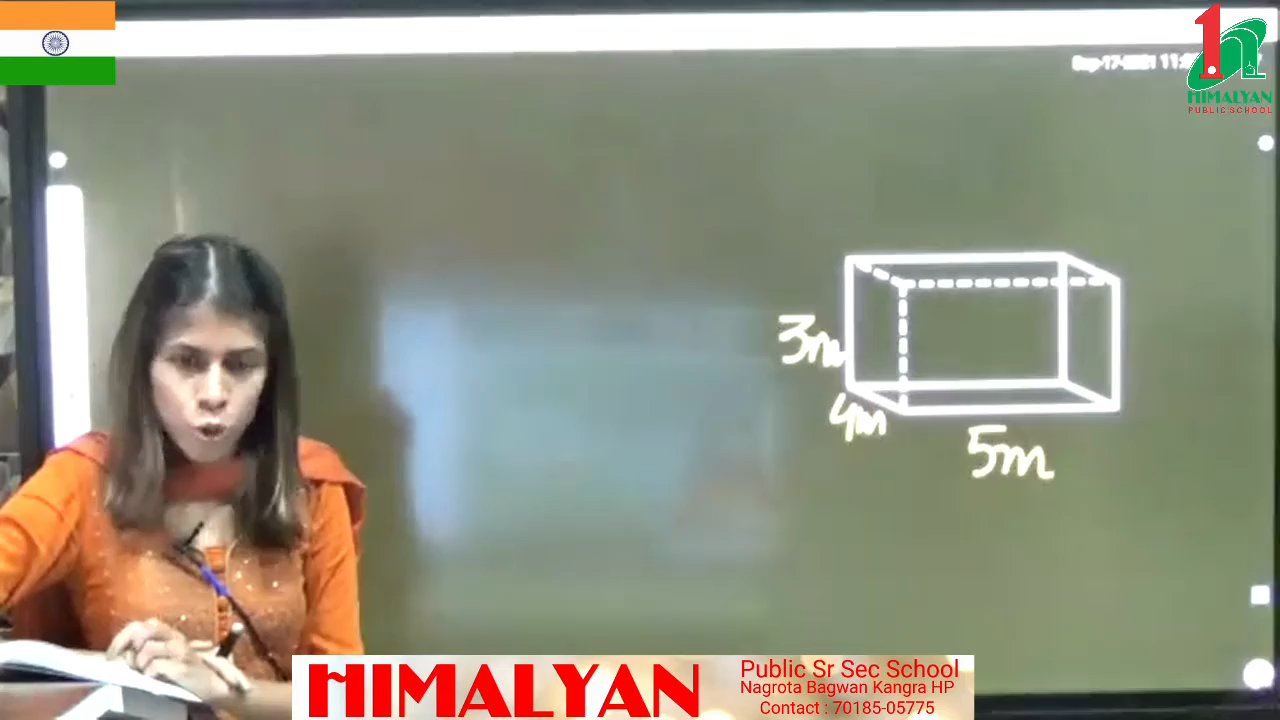 HIMALYAN
PUBLIC SCHOOL
3m
4m
5m
HIMALYAN
Public Sr Sec School
Nagrota Bagwan Kangra HP
Contact : 70185-05775